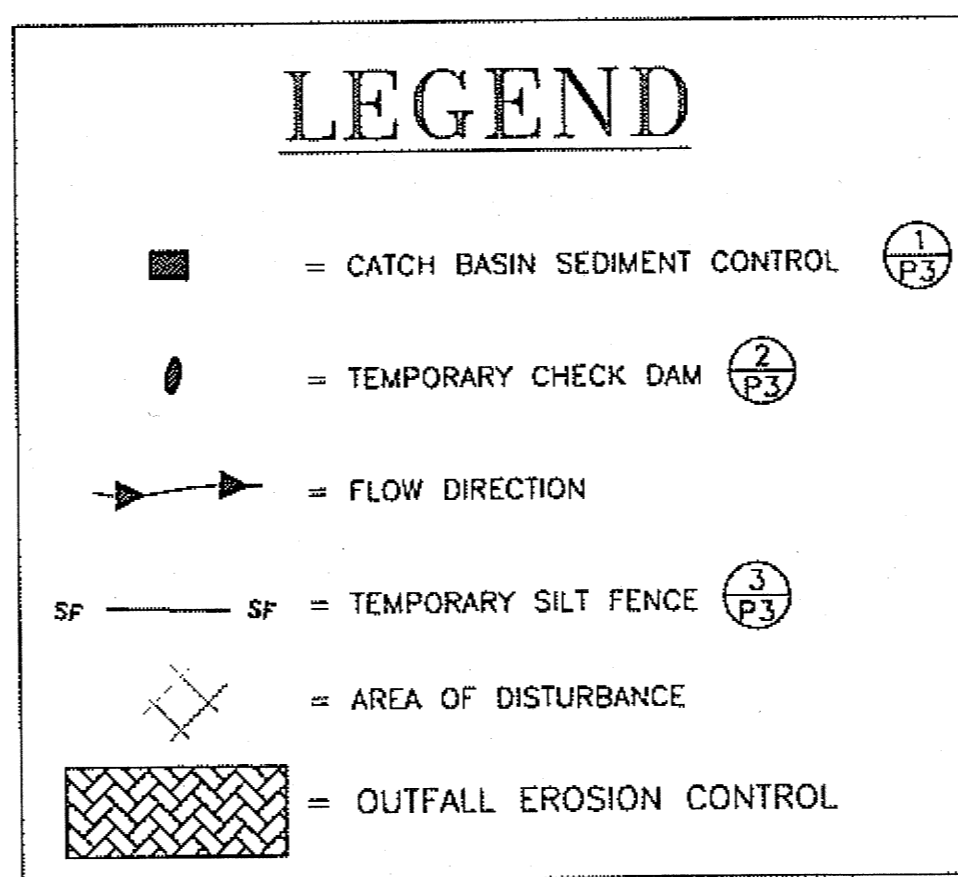 LEGEND
= CATCH BASIN SEDIMENT CONTROL 1 P3
= TEMPORARY CHECK DAM 2 P3
= FLOW DIRECTION
SF SF = TEMPORARY SILT FENCE 3 P3
= AREA OF DISTURBANCE
= OUTFALL EROSION CONTROL